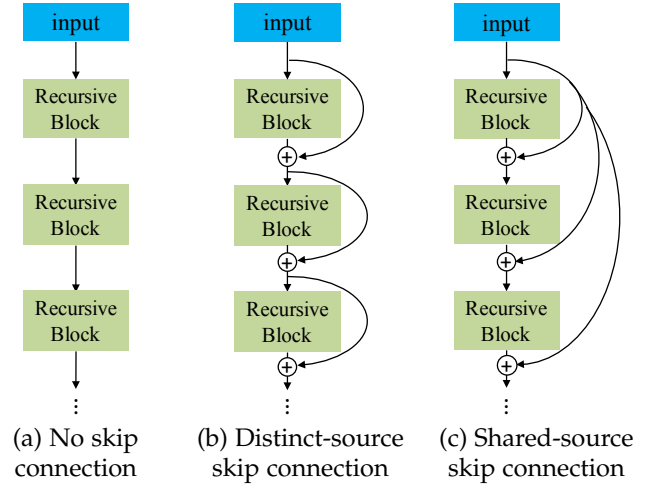 input
Recursive
Block
Recursive
Block
Recursive
Block
⋮
(a) No skip
connection
input
Recursive
Block
+
Recursive
Block
+
Recursive
Block
+
⋮
(b) Distinct-source
skip connection
input
Recursive
Block
+
Recursive
Block
+
Recursive
Block
+
⋮
(c) Shared-source
skip connection